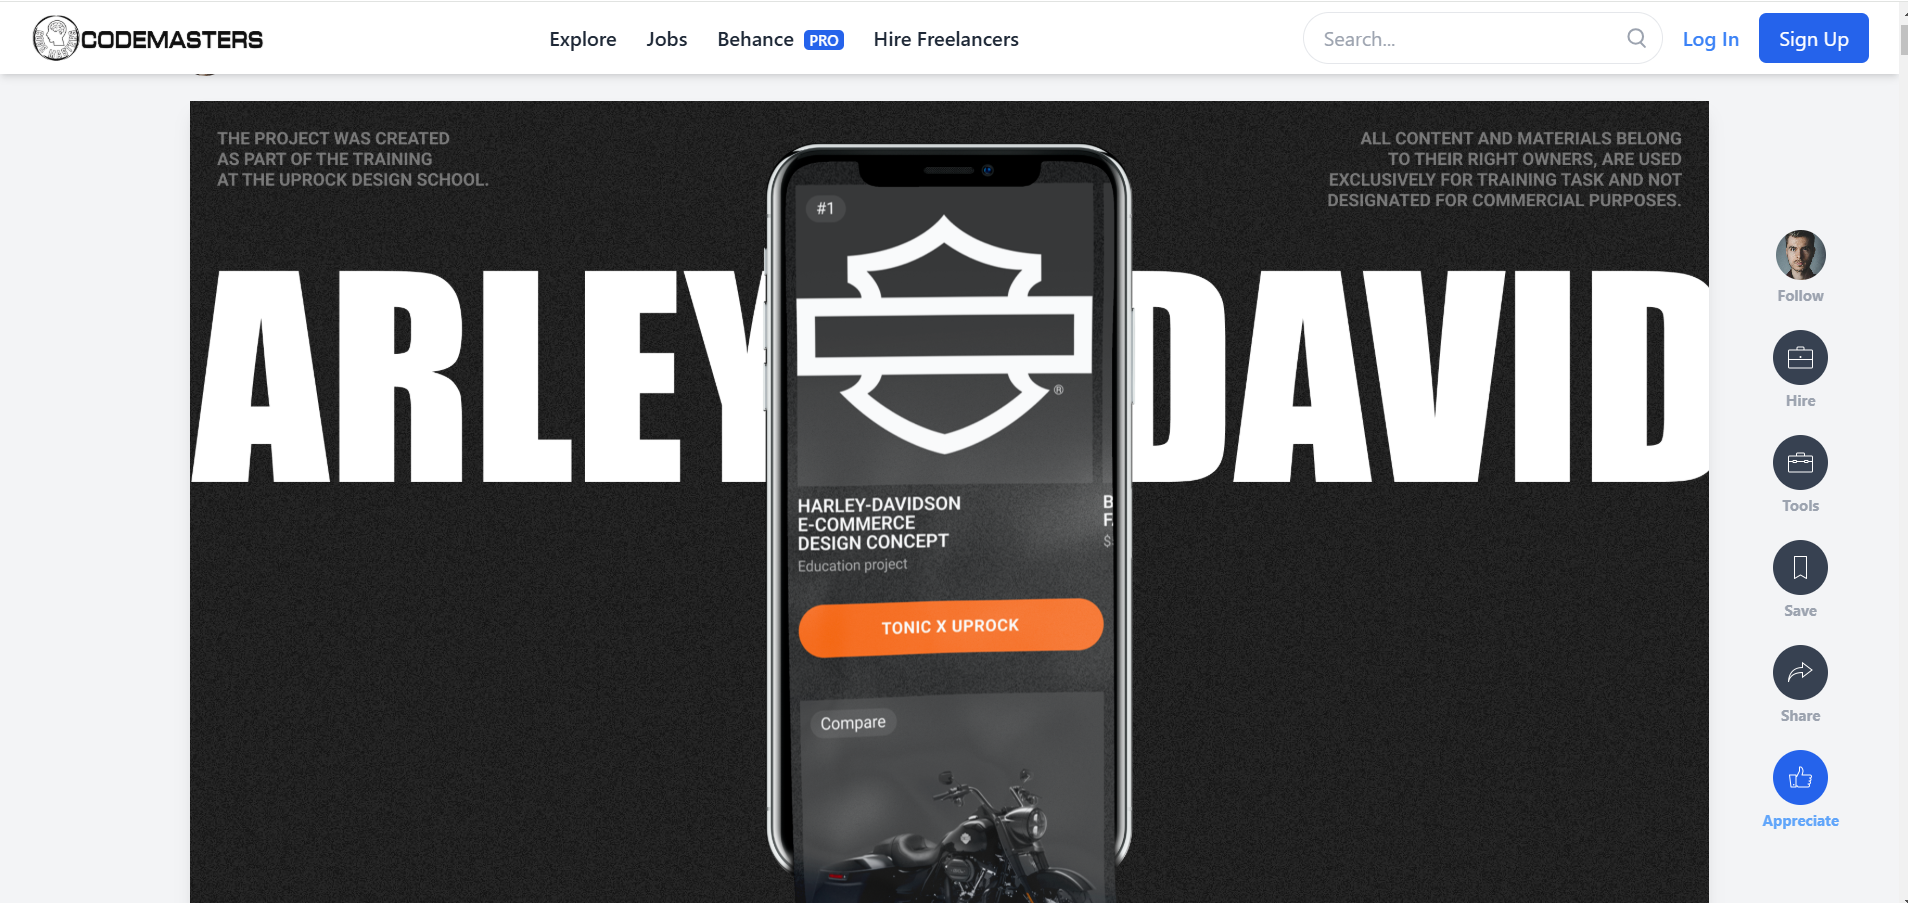 CODEMASTERS
Explore Jobs Behance PRO Hire Freelancers
Search...
Log In
Sign Up
THE PROJECT WAS CREATED
AS PART OF THE TRAINING
AT THE UPROCK DESIGN SCHOOL.
ALL CONTENT AND MATERIALS BELONG
TO THEIR RIGHT OWNERS, ARE USED
EXCLUSIVELY FOR TRAINING TASK AND NOT
DESIGNATED FOR COMMERCIAL PURPOSES.
ARLEY DAVID
#1
®
HARLEY-DAVIDSON
E-COMMERCE
DESIGN CONCEPT
Education project
B
F
$
TONIC X UPROCK
Compare
Follow
Hire
Tools
Save
Share
Appreciate